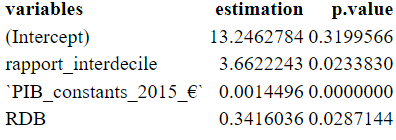 variables estimation p.value
(Intercept) 13.2462784 0.3199566
rapport_interdecile 3.6622243 0.0233830
`PIB_constants_2015_€` 0.0014496 0.0000000
RDB 0.3416036 0.0287144